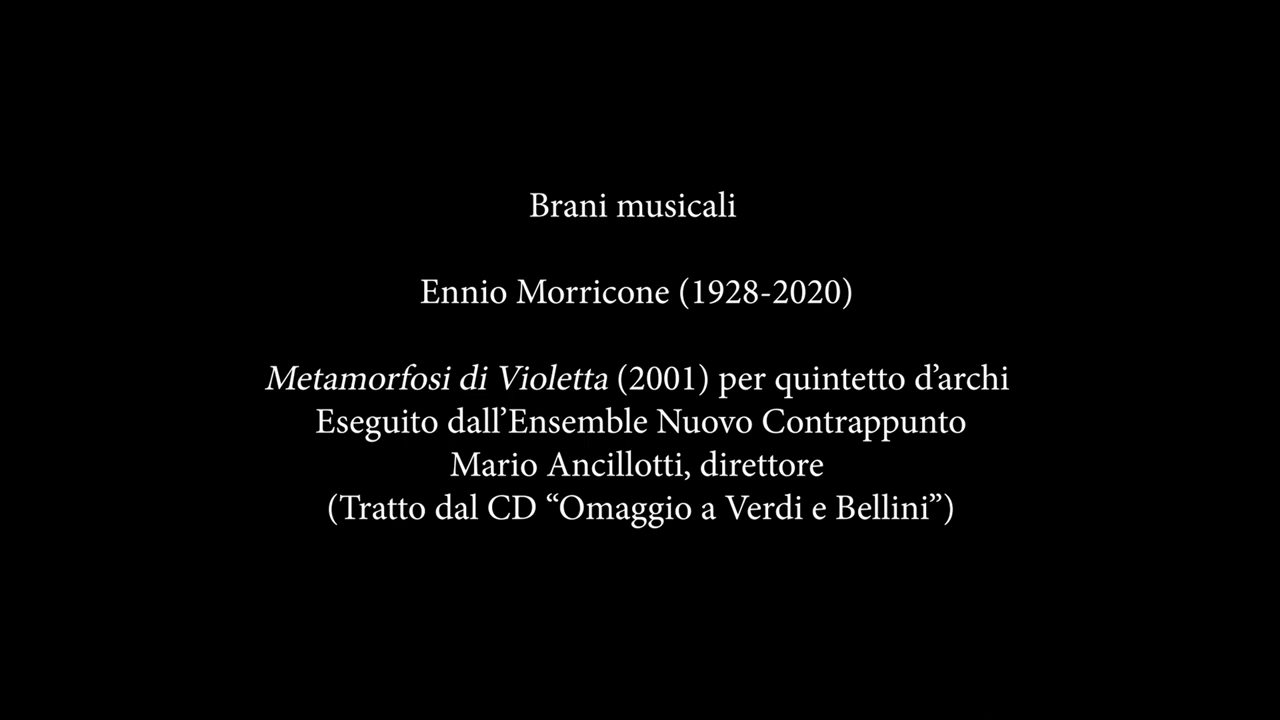 Brani musicali
Ennio Morricone (1928-2020)
Metamorfosi di Violetta (2001) per quintetto d’archi
Eseguito dall’Ensemble Nuovo Contrappunto
Mario Ancillotti, direttore
(Tratto dal CD “Omaggio a Verdi e Bellini”)